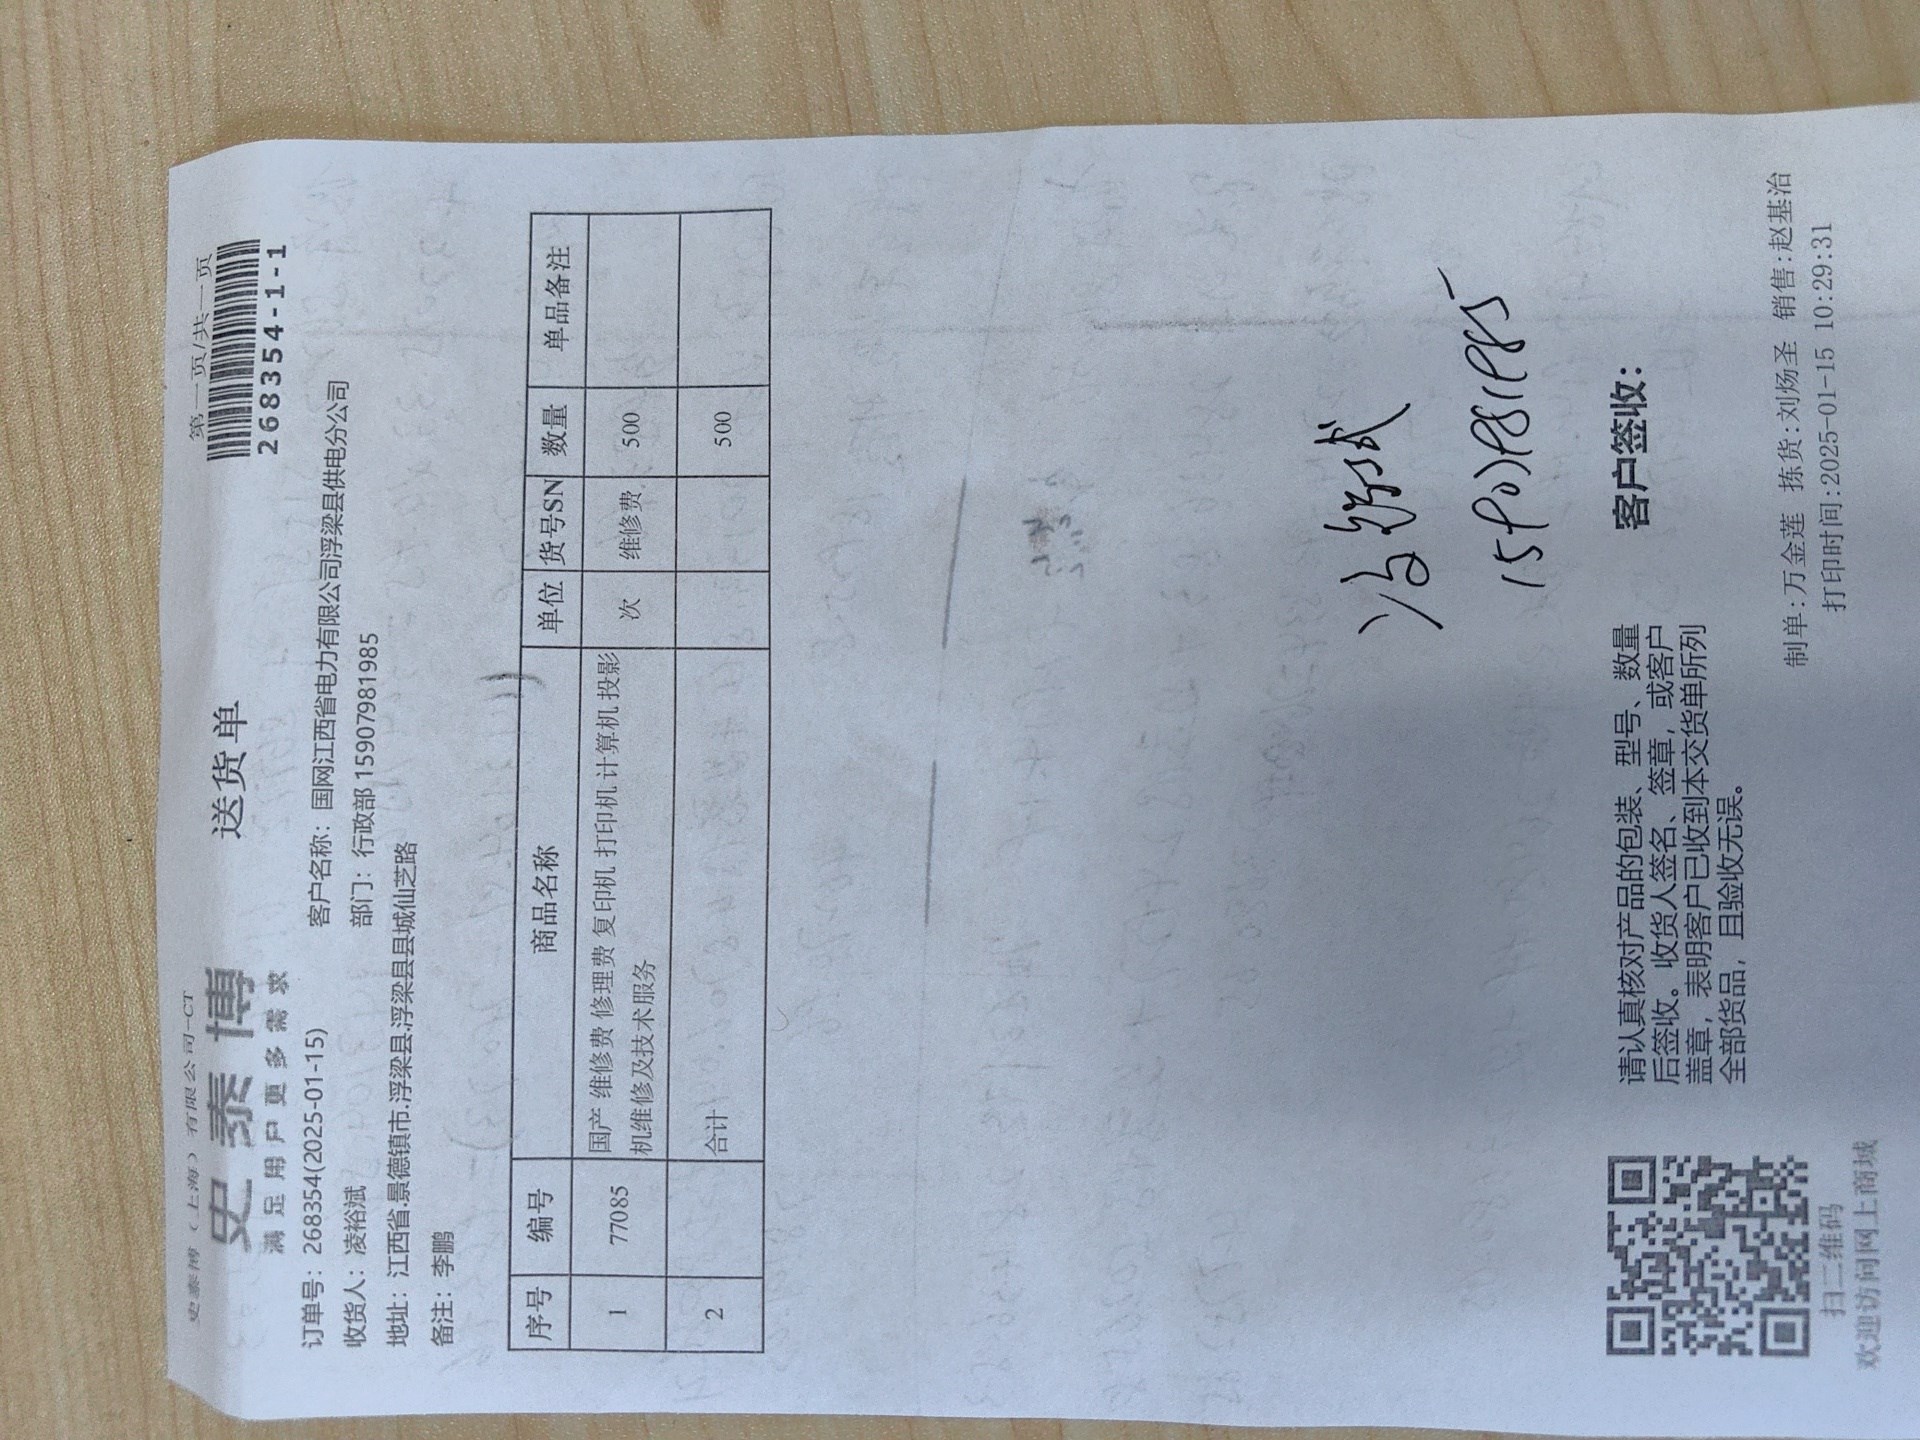 史泰博（上海）有限公司-CT
第一页/共一页
史泰博
满足用户更多需求
送货单
268354-1-1
订单号：268354(2025-01-15)
客户名称：国网江西省电力有限公司浮梁县供电分公司
收货人：凌裕斌
部门：行政部 15907981985
地址：江西省.景德镇市.浮梁县.浮梁县县城仙芝路
备注：李鹏
序号 编号 商品名称 单位 货号SN 数量 单品备注
1 77085 国产 维修费 修理费 复印机 打印机 计算机 投影 次 维修费 500
机维修及技术服务
2 合计 500
凌裕斌
15907981985
请认真核对产品的包装、型号、数量
后签收。收货人签名、签章，或客户
盖章，表明客户已收到本交货单所列
全部货品，且验收无误。
客户签收：
扫二维码
欢迎访问网上商城
制单:万金莲 拣货:刘炀圣 销售:赵基治
打印时间:2025-01-15 10:29:31